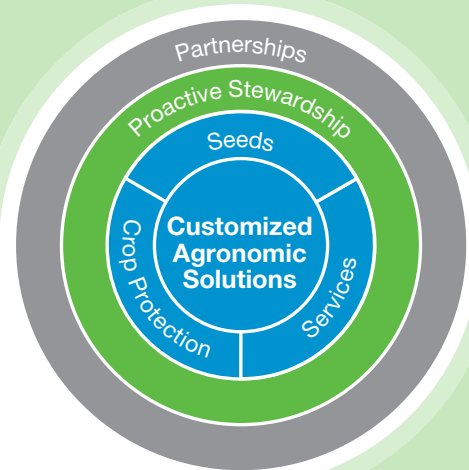 Partnerships
Proactive Stewardship
Seeds
Customized
Agronomic
Solutions
Crop Protection
Services